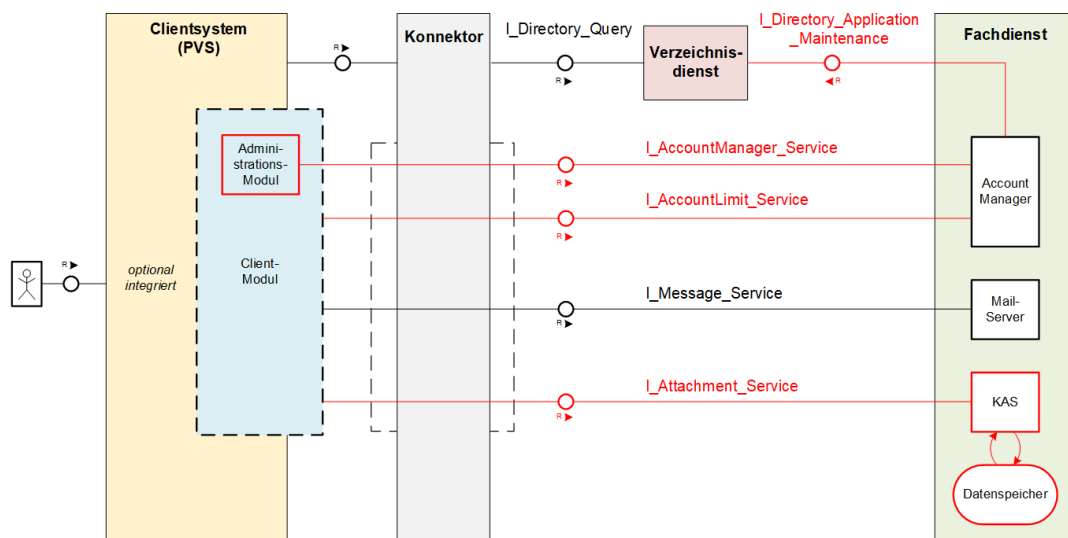 Clientsystem
(PVS)
Konnektor
I_Directory_Query
Verzeichnis-
dienst
I_Directory_Application
_Maintenance
Fachdienst
R
R
R
Admini-
strations-
Modul
I_AccountManager_Service
R
Account
Manager
I_AccountLimit_Service
R
R
optional
integriert
Client-
Modul
I_Message_Service
R
Mail-
Server
I_Attachment_Service
R
KAS
Datenspeicher